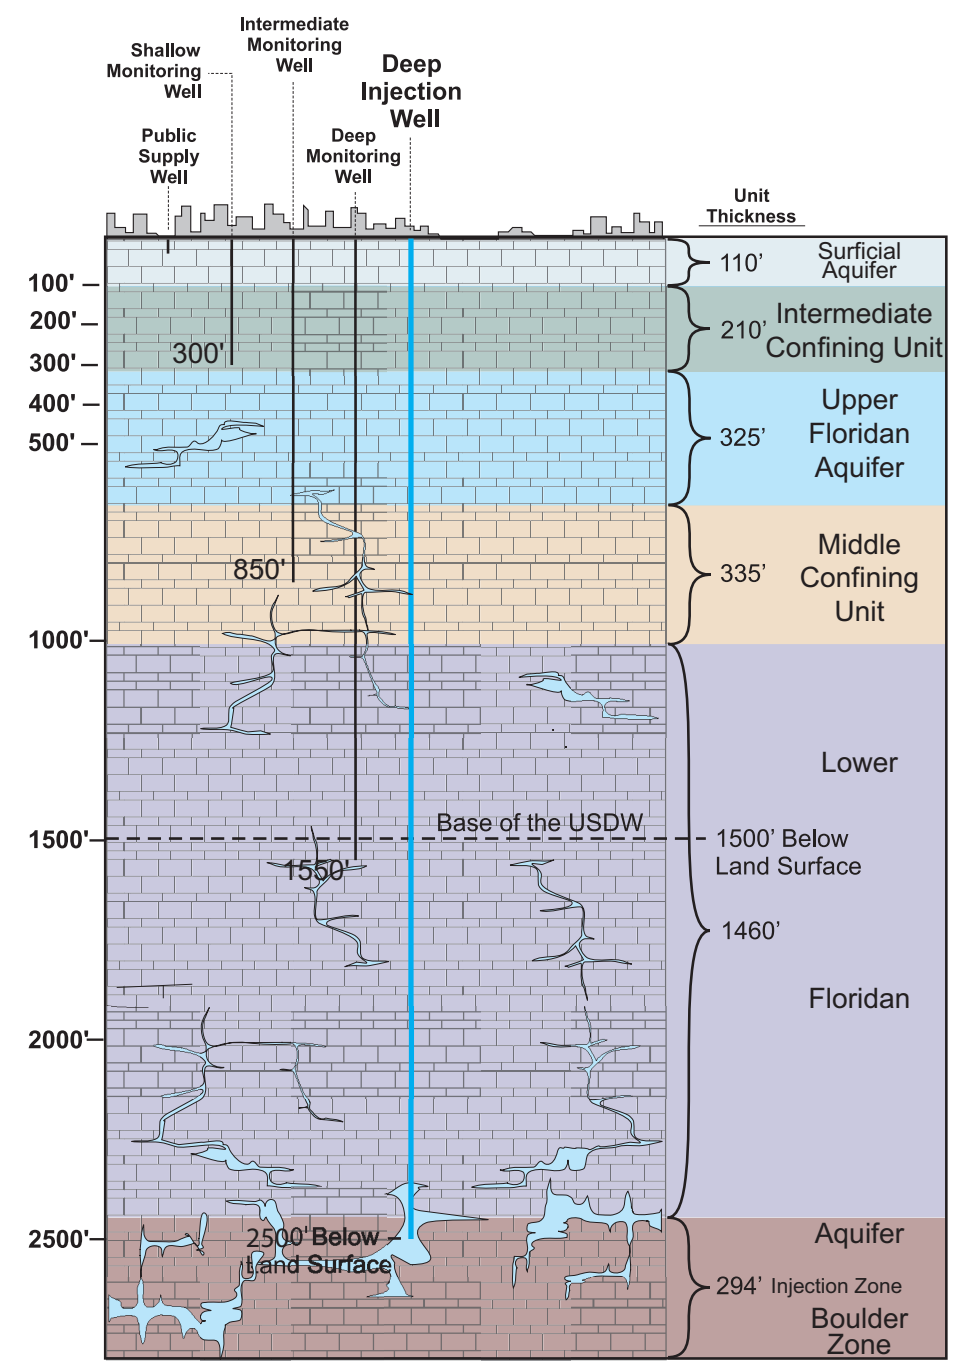 Intermediate
Monitoring
Well
Shallow
Monitoring
Well
Deep
Injection
Well
Public
Supply
Well
Deep
Monitoring
Well
Unit
Thickness
110'
Surficial
Aquifer
100'
200'
300'
400'
500'
1000'
1500'
2000'
2500'
300'
210'
Intermediate
Confining Unit
325'
Upper
Floridan
Aquifer
850'
335'
Middle
Confining
Unit
Lower
Base of the USDW
1500' Below
Land Surface
1550'
1460'
Floridan
2500' Below
Land Surface
Aquifer
294' Injection Zone
Boulder
Zone